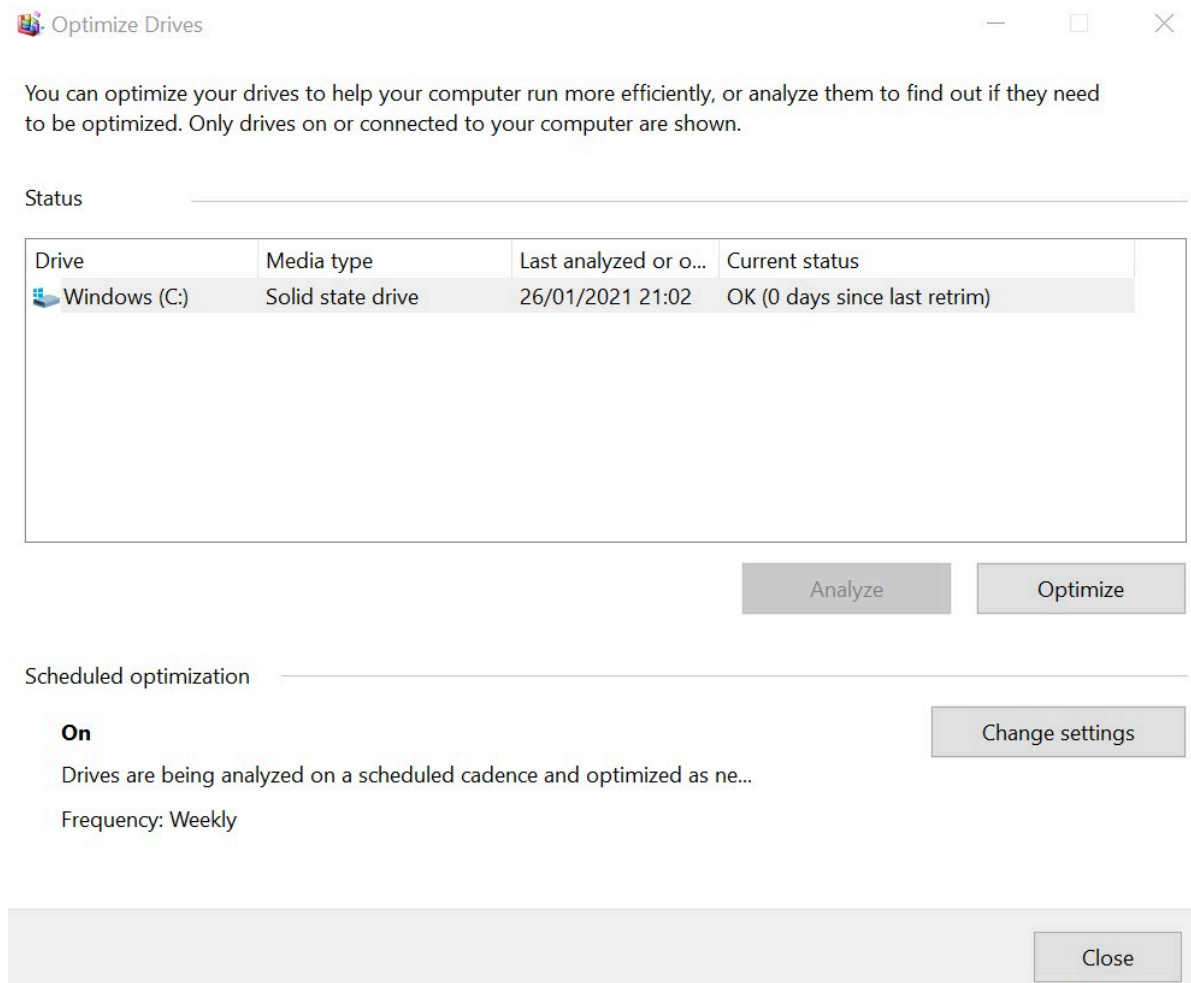 Optimize Drives
You can optimize your drives to help your computer run more efficiently, or analyze them to find out if they need
to be optimized. Only drives on or connected to your computer are shown.
Status
Drive Media type Last analyzed or o... Current status
Windows (C:) Solid state drive 26/01/2021 21:02 OK (0 days since last retrim)
Analyze Optimize
Scheduled optimization
On Change settings
Drives are being analyzed on a scheduled cadence and optimized as ne...
Frequency: Weekly
Close